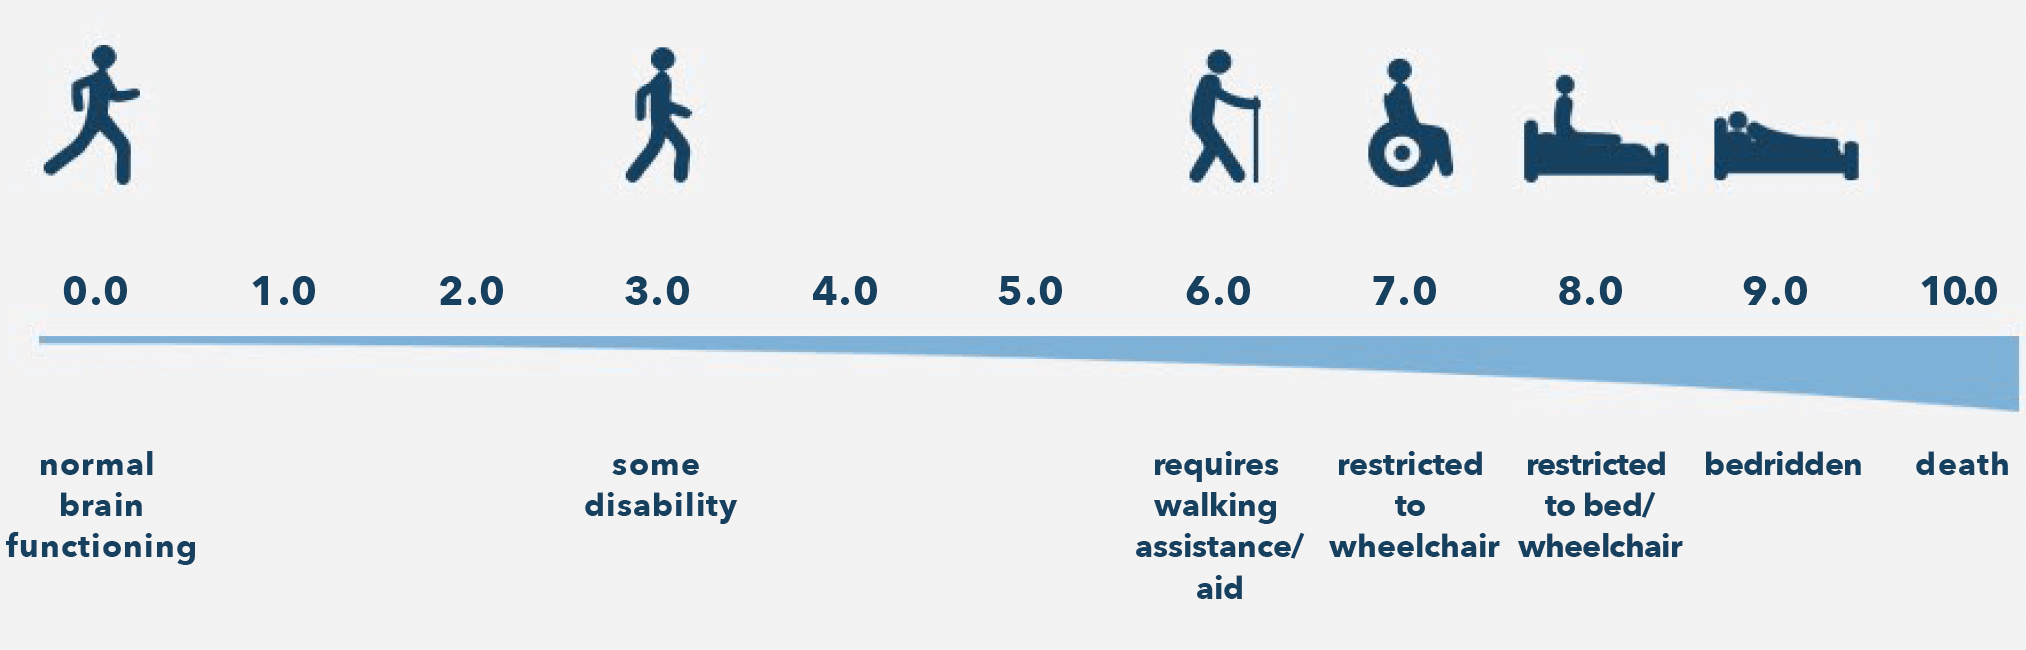 0.0 1.0 2.0 3.0 4.0 5.0 6.0 7.0 8.0 9.0 10.0
normal
brain
functioning
some
disability
requires
walking
assistance/
aid
restricted
to
wheelchair
restricted
to bed/
wheelchair
bedridden
death